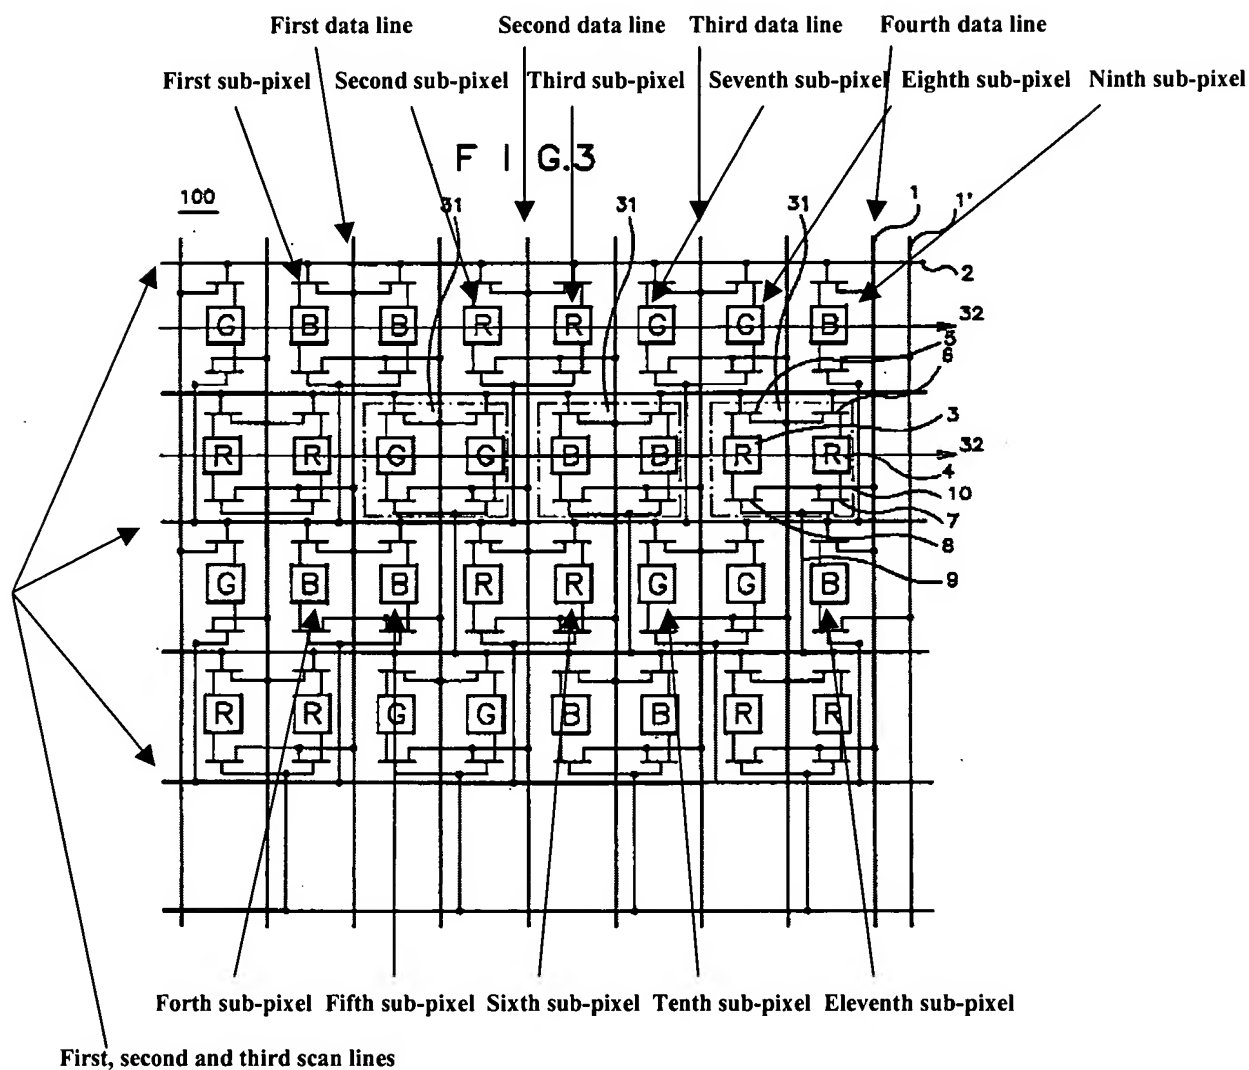 First data line Second data line Third data line Fourth data line
First sub-pixel Second sub-pixel Third sub-pixel Seventh sub-pixel Eighth sub-pixel Ninth sub-pixel
F I G.3
100 31 31 31 1 1'
2
G B B R R G G B 32
5
6
R R G G B B R R 3
32
4
10
7
8
G B B R R G G B 9
R R G G B B R R
Forth sub-pixel Fifth sub-pixel Sixth sub-pixel Tenth sub-pixel Eleventh sub-pixel
First, second and third scan lines